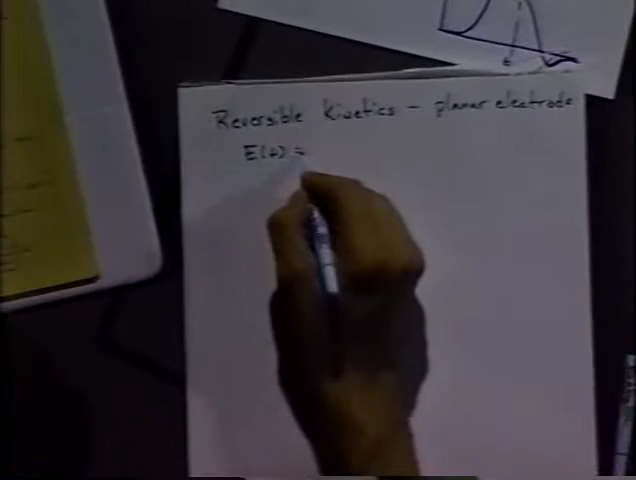 Reversible Kinetics - planar electrode
E(t) =